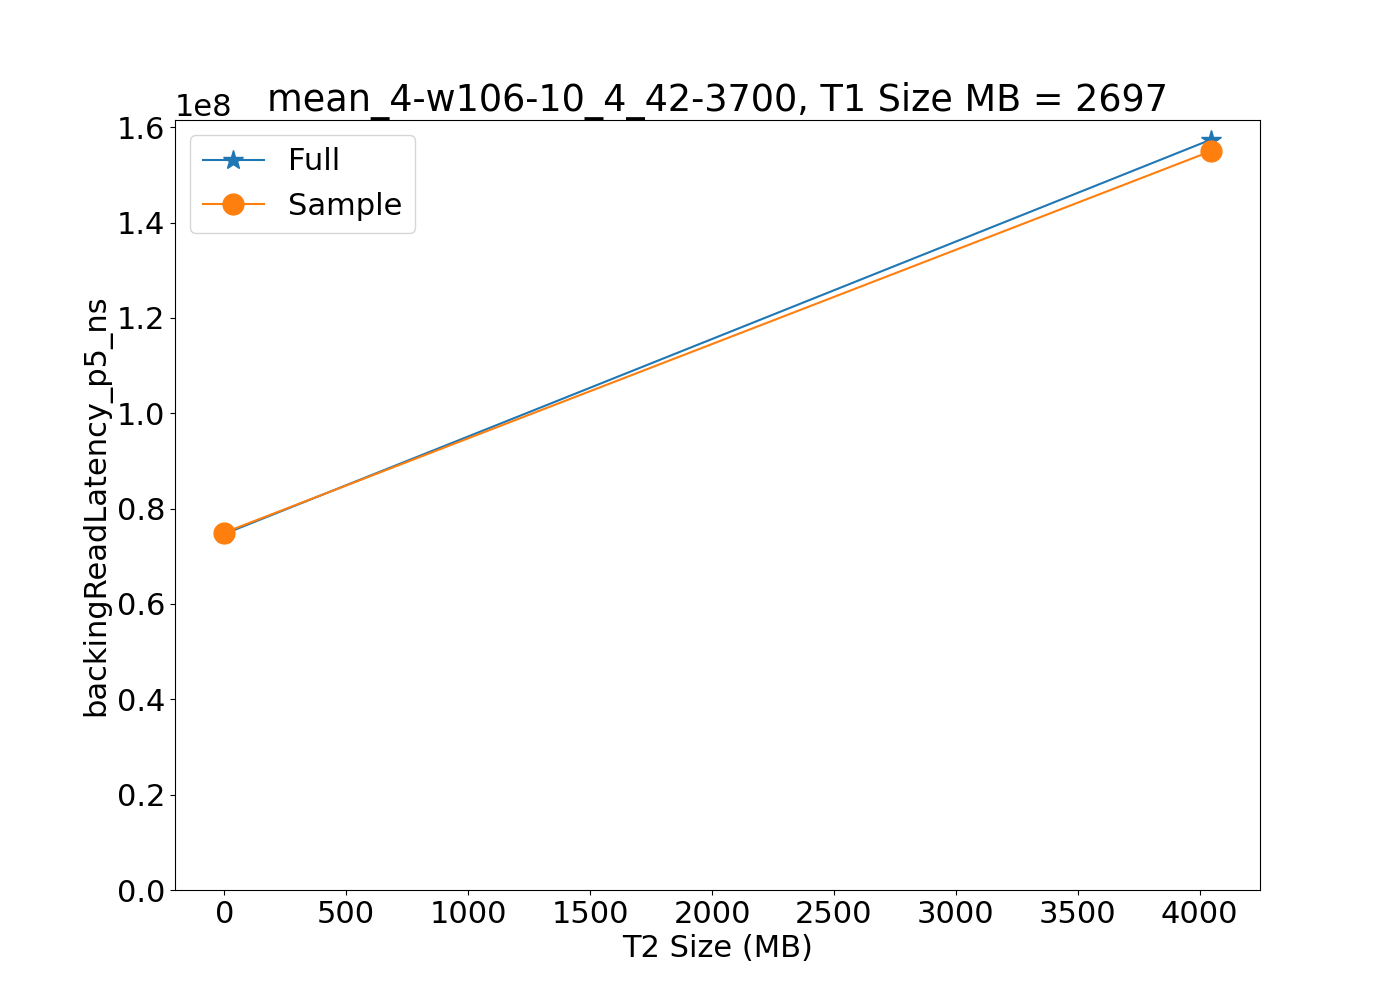 1e8
mean_4-w106-10_4_42-3700, T1 Size MB = 2697
Full
Sample
1.6
1.4
1.2
1.0
0.8
0.6
0.4
0.2
0.0
backingReadLatency_p5_ns
0 500 1000 1500 2000 2500 3000 3500 4000
T2 Size (MB)